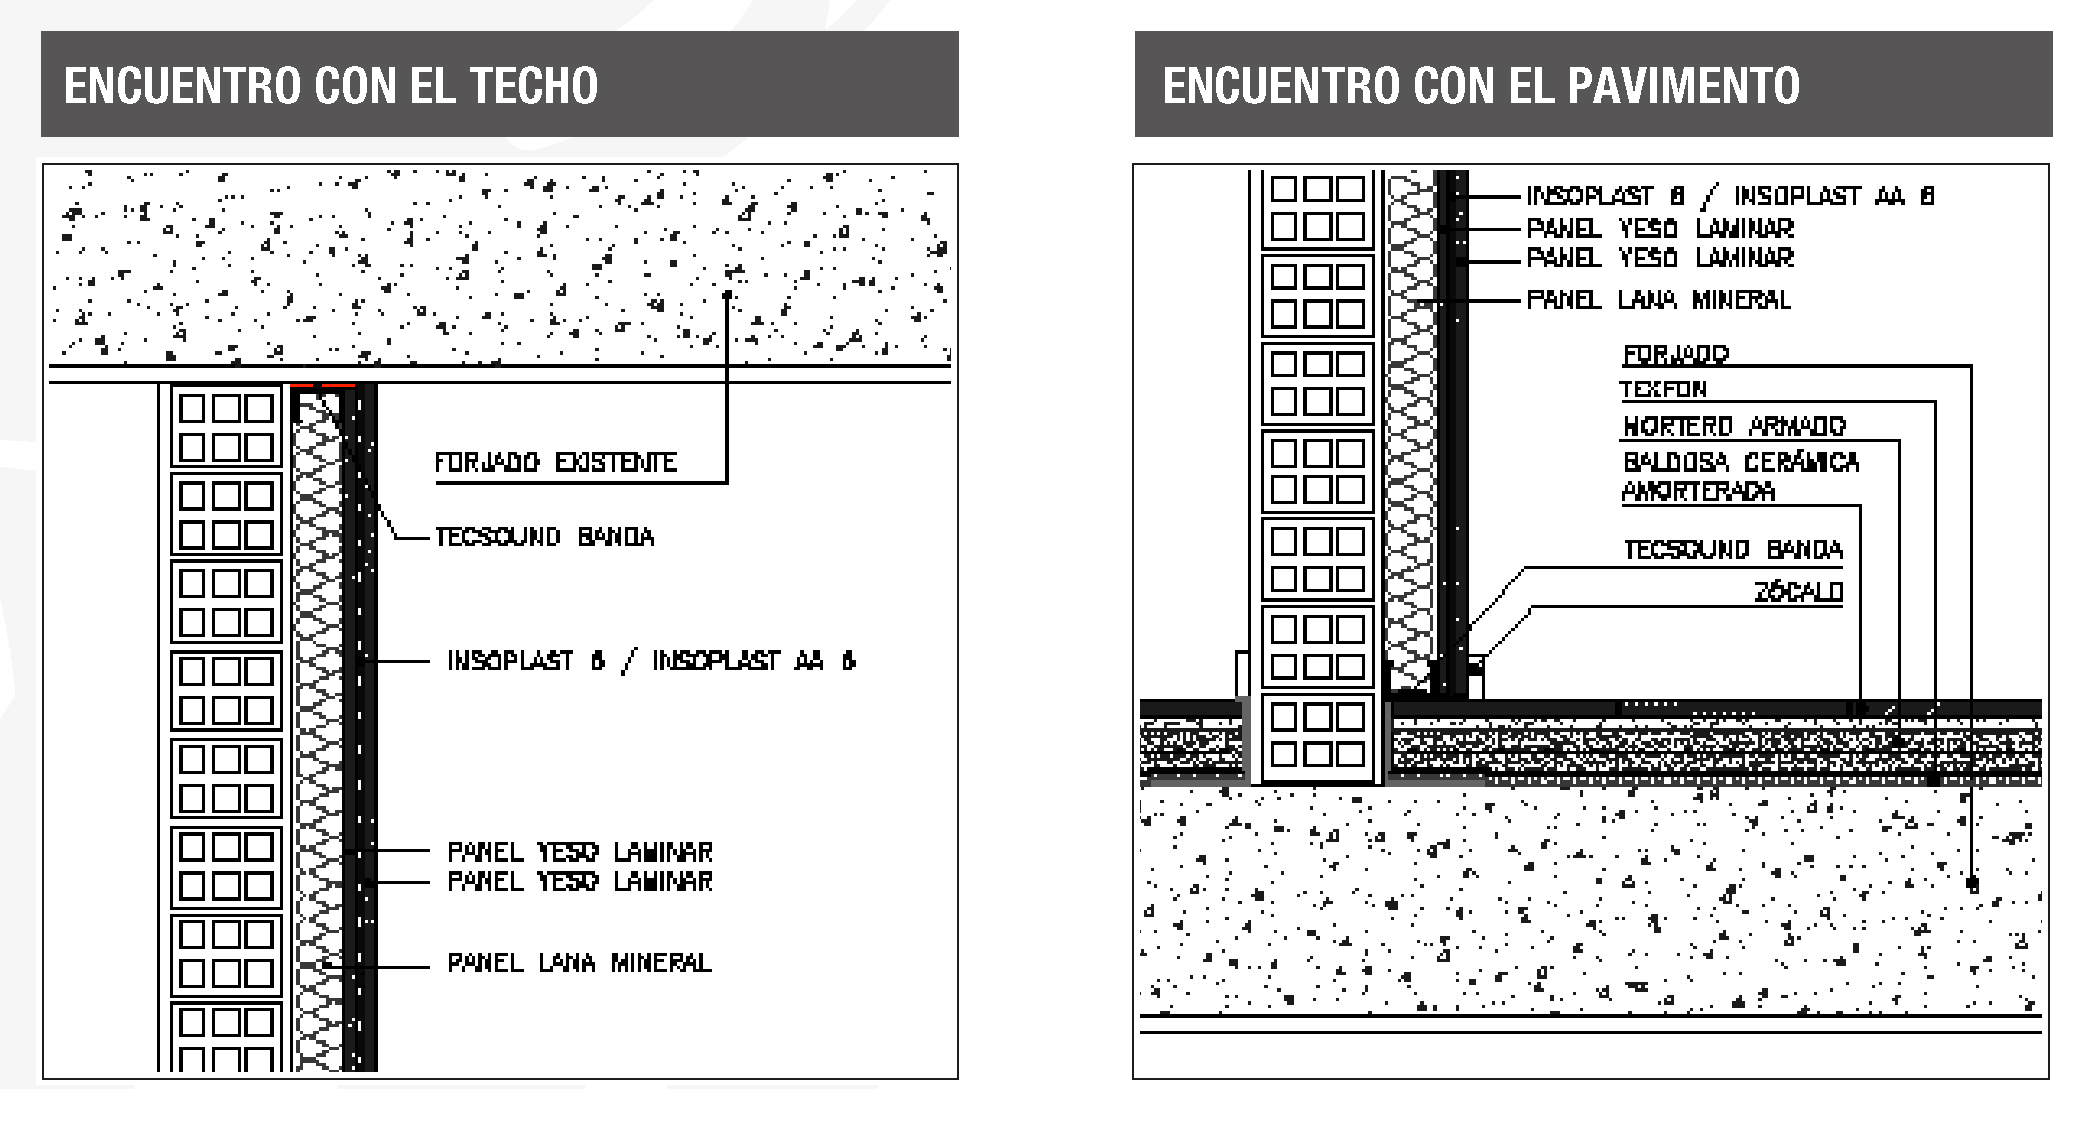 ENCUENTRO CON EL TECHO
FORJADO EXISTENTE
TECSOUND BANDA
INSOPLAST 6 / INSOPLAST AA 6
PANEL YESO LAMINAR
PANEL YESO LAMINAR
PANEL LANA MINERAL
ENCUENTRO CON EL PAVIMENTO
INSOPLAST 6 / INSOPLAST AA 6
PANEL YESO LAMINAR
PANEL YESO LAMINAR
PANEL LANA MINERAL
FORJADO
TEXFON
MORTERO ARMADO
BALDOSA CERÁMICA
AMORTERADA
TECSOUND BANDA
ZÓCALO